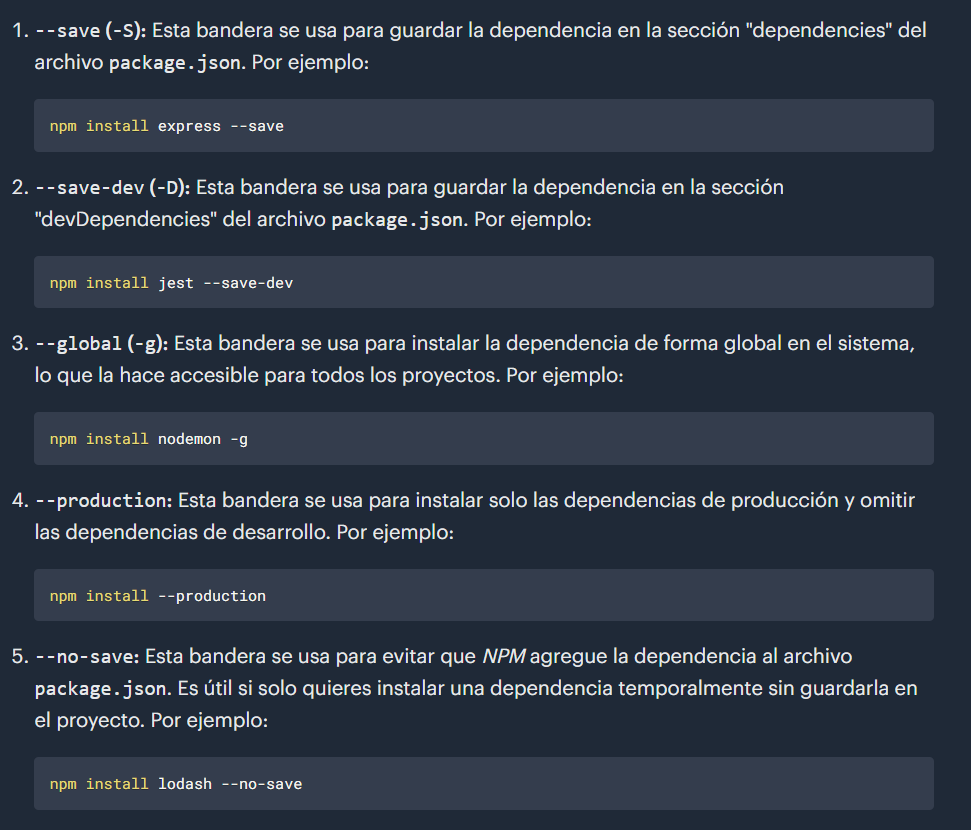 1. --save (-S): Esta bandera se usa para guardar la dependencia en la sección "dependencies" del
archivo package.json. Por ejemplo:
npm install express --save
2. --save-dev (-D): Esta bandera se usa para guardar la dependencia en la sección
"devDependencies" del archivo package.json. Por ejemplo:
npm install jest --save-dev
3. --global (-g): Esta bandera se usa para instalar la dependencia de forma global en el sistema,
lo que la hace accesible para todos los proyectos. Por ejemplo:
npm install nodemon -g
4. --production: Esta bandera se usa para instalar solo las dependencias de producción y omitir
las dependencias de desarrollo. Por ejemplo:
npm install --production
5. --no-save: Esta bandera se usa para evitar que NPM agregue la dependencia al archivo
package.json. Es útil si solo quieres instalar una dependencia temporalmente sin guardarla en
el proyecto. Por ejemplo:
npm install lodash --no-save